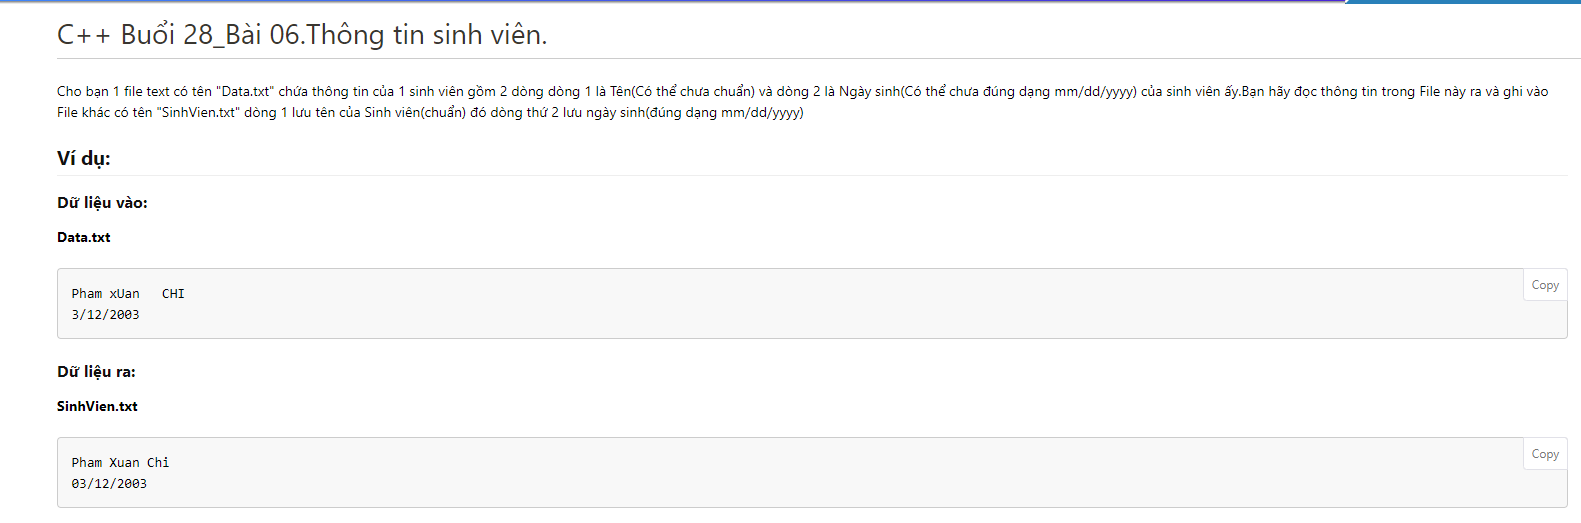 C++ Buổi 28_Bài 06.Thông tin sinh viên.
Cho bạn 1 file text có tên "Data.txt" chứa thông tin của 1 sinh viên gồm 2 dòng dòng 1 là Tên(Có thể chưa chuẩn) và dòng 2 là Ngày sinh(Có thể chưa đúng dạng mm/dd/yyyy) của sinh viên ấy.Bạn hãy đọc thông tin trong File này ra và ghi vào
File khác có tên "SinhVien.txt" dòng 1 lưu tên của Sinh viên(chuẩn) đó dòng thứ 2 lưu ngày sinh(đúng dạng mm/dd/yyyy)
Ví dụ:
Dữ liệu vào:
Data.txt
Copy
Pham xUan   CHI
3/12/2003
Dữ liệu ra:
SinhVien.txt
Copy
Pham Xuan Chi
03/12/2003